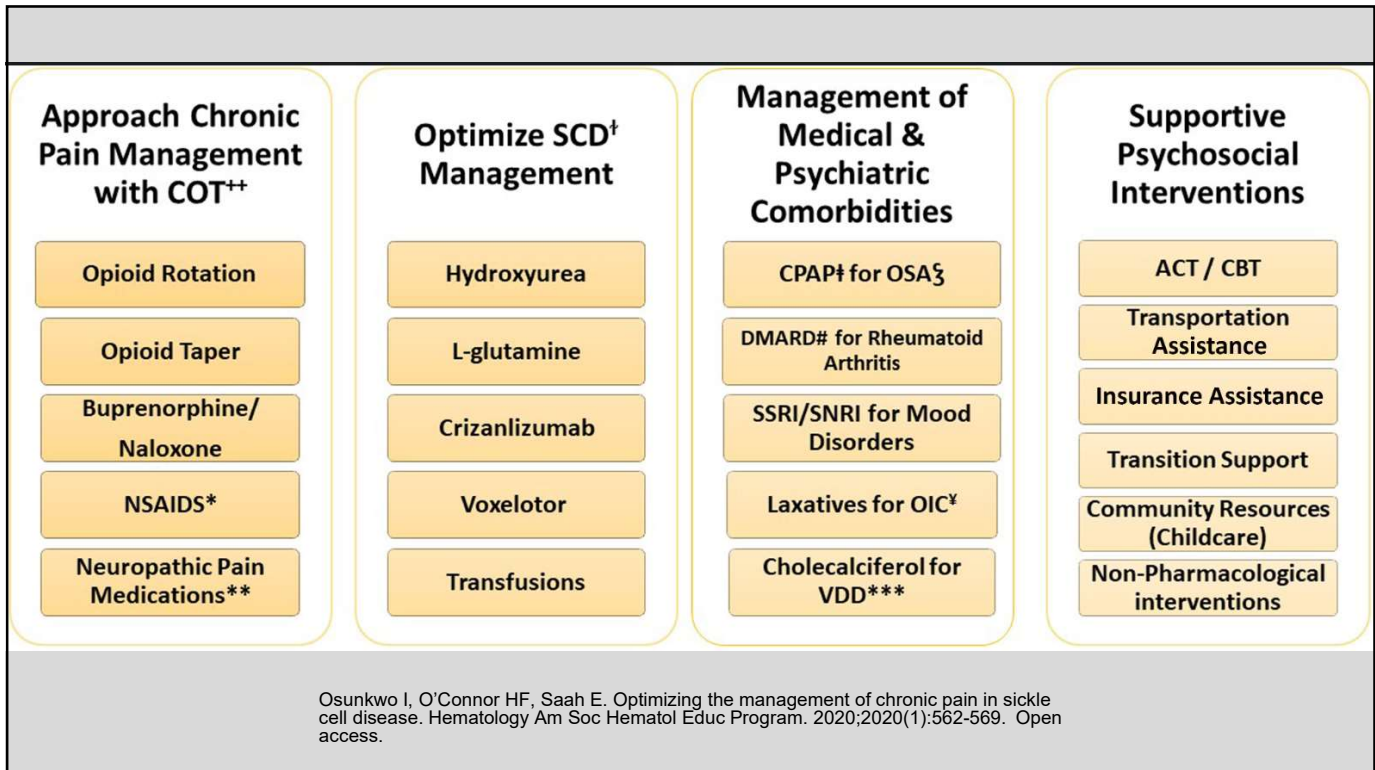 Approach Chronic
Pain Management
with COT⁺⁺
Opioid Rotation
Opioid Taper
Buprenorphine/
Naloxone
NSAIDS*
Neuropathic Pain
Medications**
Optimize SCDƗ
Management
Hydroxyurea
L-glutamine
Crizanlizumab
Voxelotor
Transfusions
Management of
Medical &
Psychiatric
Comorbidities
CPAPǂ for OSA§
DMARD# for Rheumatoid
Arthritis
SSRI/SNRI for Mood
Disorders
Laxatives for OIC¥
Cholecalciferol for
VDD***
Supportive
Psychosocial
Interventions
ACT / CBT
Transportation
Assistance
Insurance Assistance
Transition Support
Community Resources
(Childcare)
Non-Pharmacological
interventions
Osunkwo I, O’Connor HF, Saah E. Optimizing the management of chronic pain in sickle
cell disease. Hematology Am Soc Hematol Educ Program. 2020;2020(1):562-569. Open
access.